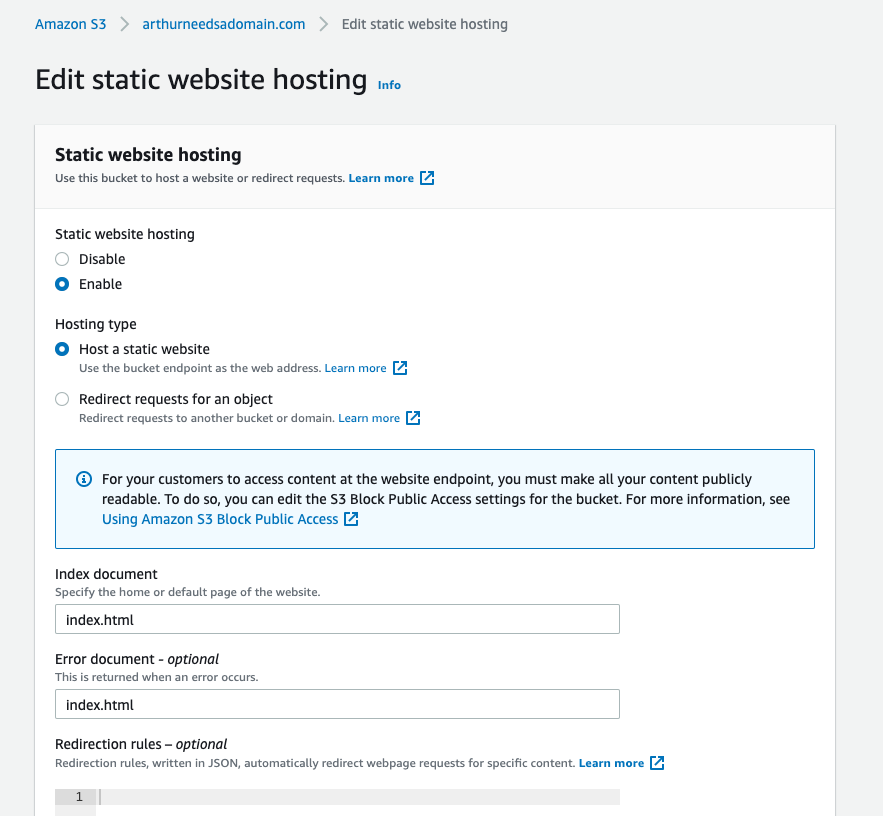 Amazon S3 > arthurneedsadomain.com > Edit static website hosting
Edit static website hosting Info
Static website hosting
Use this bucket to host a website or redirect requests. Learn more
Static website hosting
Disable
Enable
Hosting type
Host a static website
Use the bucket endpoint as the web address. Learn more
Redirect requests for an object
Redirect requests to another bucket or domain. Learn more
For your customers to access content at the website endpoint, you must make all your content publicly
readable. To do so, you can edit the S3 Block Public Access settings for the bucket. For more information, see
Using Amazon S3 Block Public Access
Index document
Specify the home or default page of the website.
index.html
Error document - optional
This is returned when an error occurs.
index.html
Redirection rules – optional
Redirection rules, written in JSON, automatically redirect webpage requests for specific content. Learn more
1